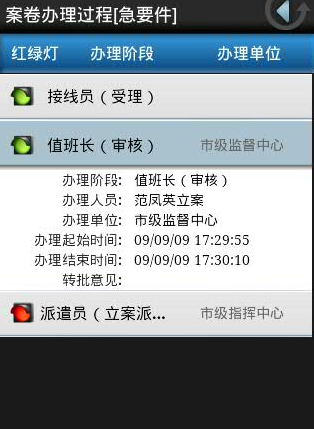 案卷办理过程[急要件]
红绿灯 办理阶段 办理单位
接线员（受理）
值班长（审核） 市级监督中心
办理阶段: 值班长（审核）
办理人员: 范凤英立案
办理单位: 市级监督中心
办理起始时间: 09/09/09 17:29:55
办理结束时间: 09/09/09 17:30:10
转批意见:
派遣员（立案派... 市级指挥中心